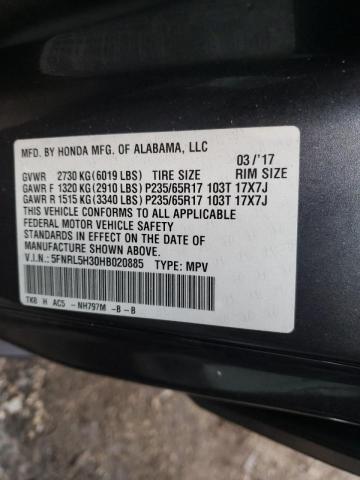 MFD. BY HONDA MFG. OF ALABAMA, LLC
03/'17
GVWR 2730 KG(6019 LBS) TIRE SIZE RIM SIZE
GAWR F 1320 KG(2910 LBS) P235/65R17 103T 17X7J
GAWR R 1515 KG(3340 LBS) P235/65R17 103T 17X7J
THIS VEHICLE CONFORMS TO ALL APPLICABLE
FEDERAL MOTOR VEHICLE SAFETY
STANDARDS IN EFFECT ON THE DATE OF MANUFACTURE
SHOWN ABOVE.
V.I.N.: 5FNRL5H30HB020885 TYPE: MPV
TK8 H AC5 - NH797M -B - B